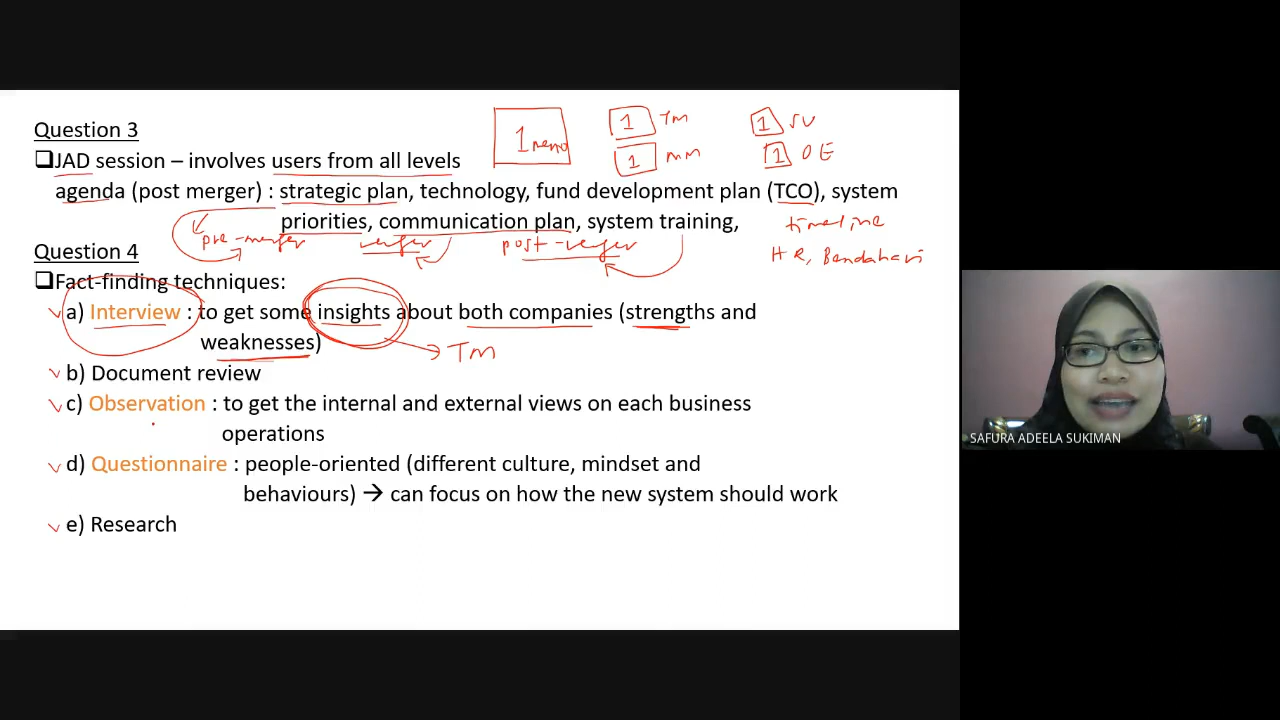 Question 3
1 TM
1 SU
1 memo
❑JAD session – involves users from all levels
1 MM
1 OE
agenda (post merger) : strategic plan, technology, fund development plan (TCO), system
priorities, communication plan, system training,
timeline
pre-merger
merger
post-merger
Question 4
HR, Bendahari
❑Fact-finding techniques:
a) Interview : to get some insights about both companies (strengths and
weaknesses)
TM
b) Document review
c) Observation : to get the internal and external views on each business
operations
SAFURA ADEELA SUKIMAN
d) Questionnaire : people-oriented (different culture, mindset and
behaviours) → can focus on how the new system should work
e) Research